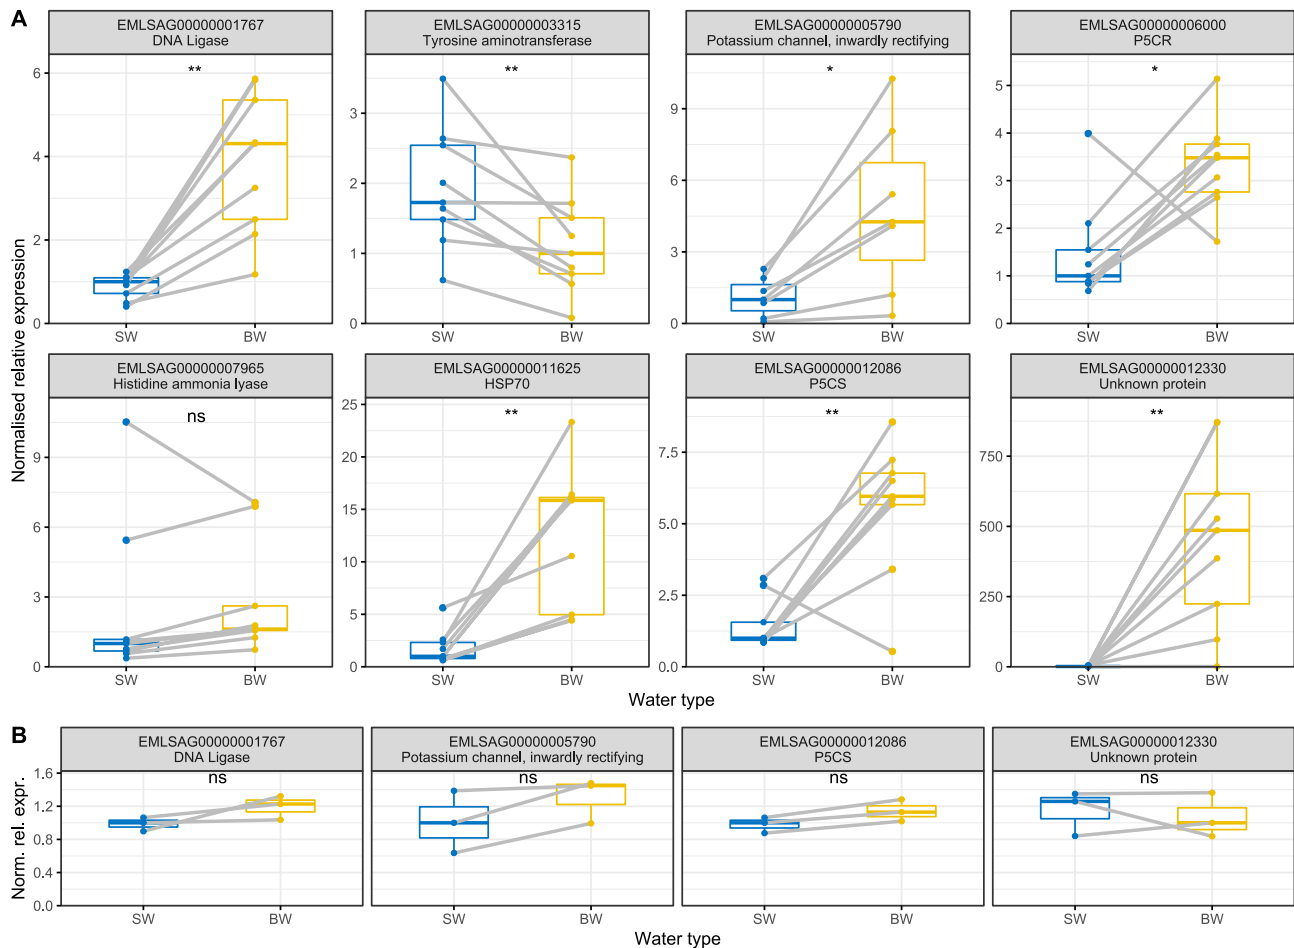 A
Normalised relative expression
EMLSAG00000001767
DNA Ligase
**
6
4
2
0
SW
BW
EMLSAG00000003315
Tyrosine aminotransferase
**
3
2
1
0
SW
BW
EMLSAG00000005790
Potassium channel, inwardly rectifying
*
9
6
3
0
SW
BW
EMLSAG00000006000
P5CR
*
5
4
3
2
1
0
SW
BW
EMLSAG00000007965
Histidine ammonia lyase
ns
9
6
3
0
SW
BW
EMLSAG00000011625
HSP70
**
25
20
15
10
5
0
SW
BW
EMLSAG00000012086
P5CS
**
7.5
5.0
2.5
0.0
SW
BW
EMLSAG00000012330
Unknown protein
**
750
500
250
0
SW
BW
Water type
B
Norm. rel. expr.
EMLSAG00000001767
DNA Ligase
ns
1.6
1.2
0.8
0.4
0.0
SW
BW
EMLSAG00000005790
Potassium channel, inwardly rectifying
ns
SW
BW
EMLSAG00000012086
P5CS
ns
SW
BW
EMLSAG00000012330
Unknown protein
ns
SW
BW
Water type